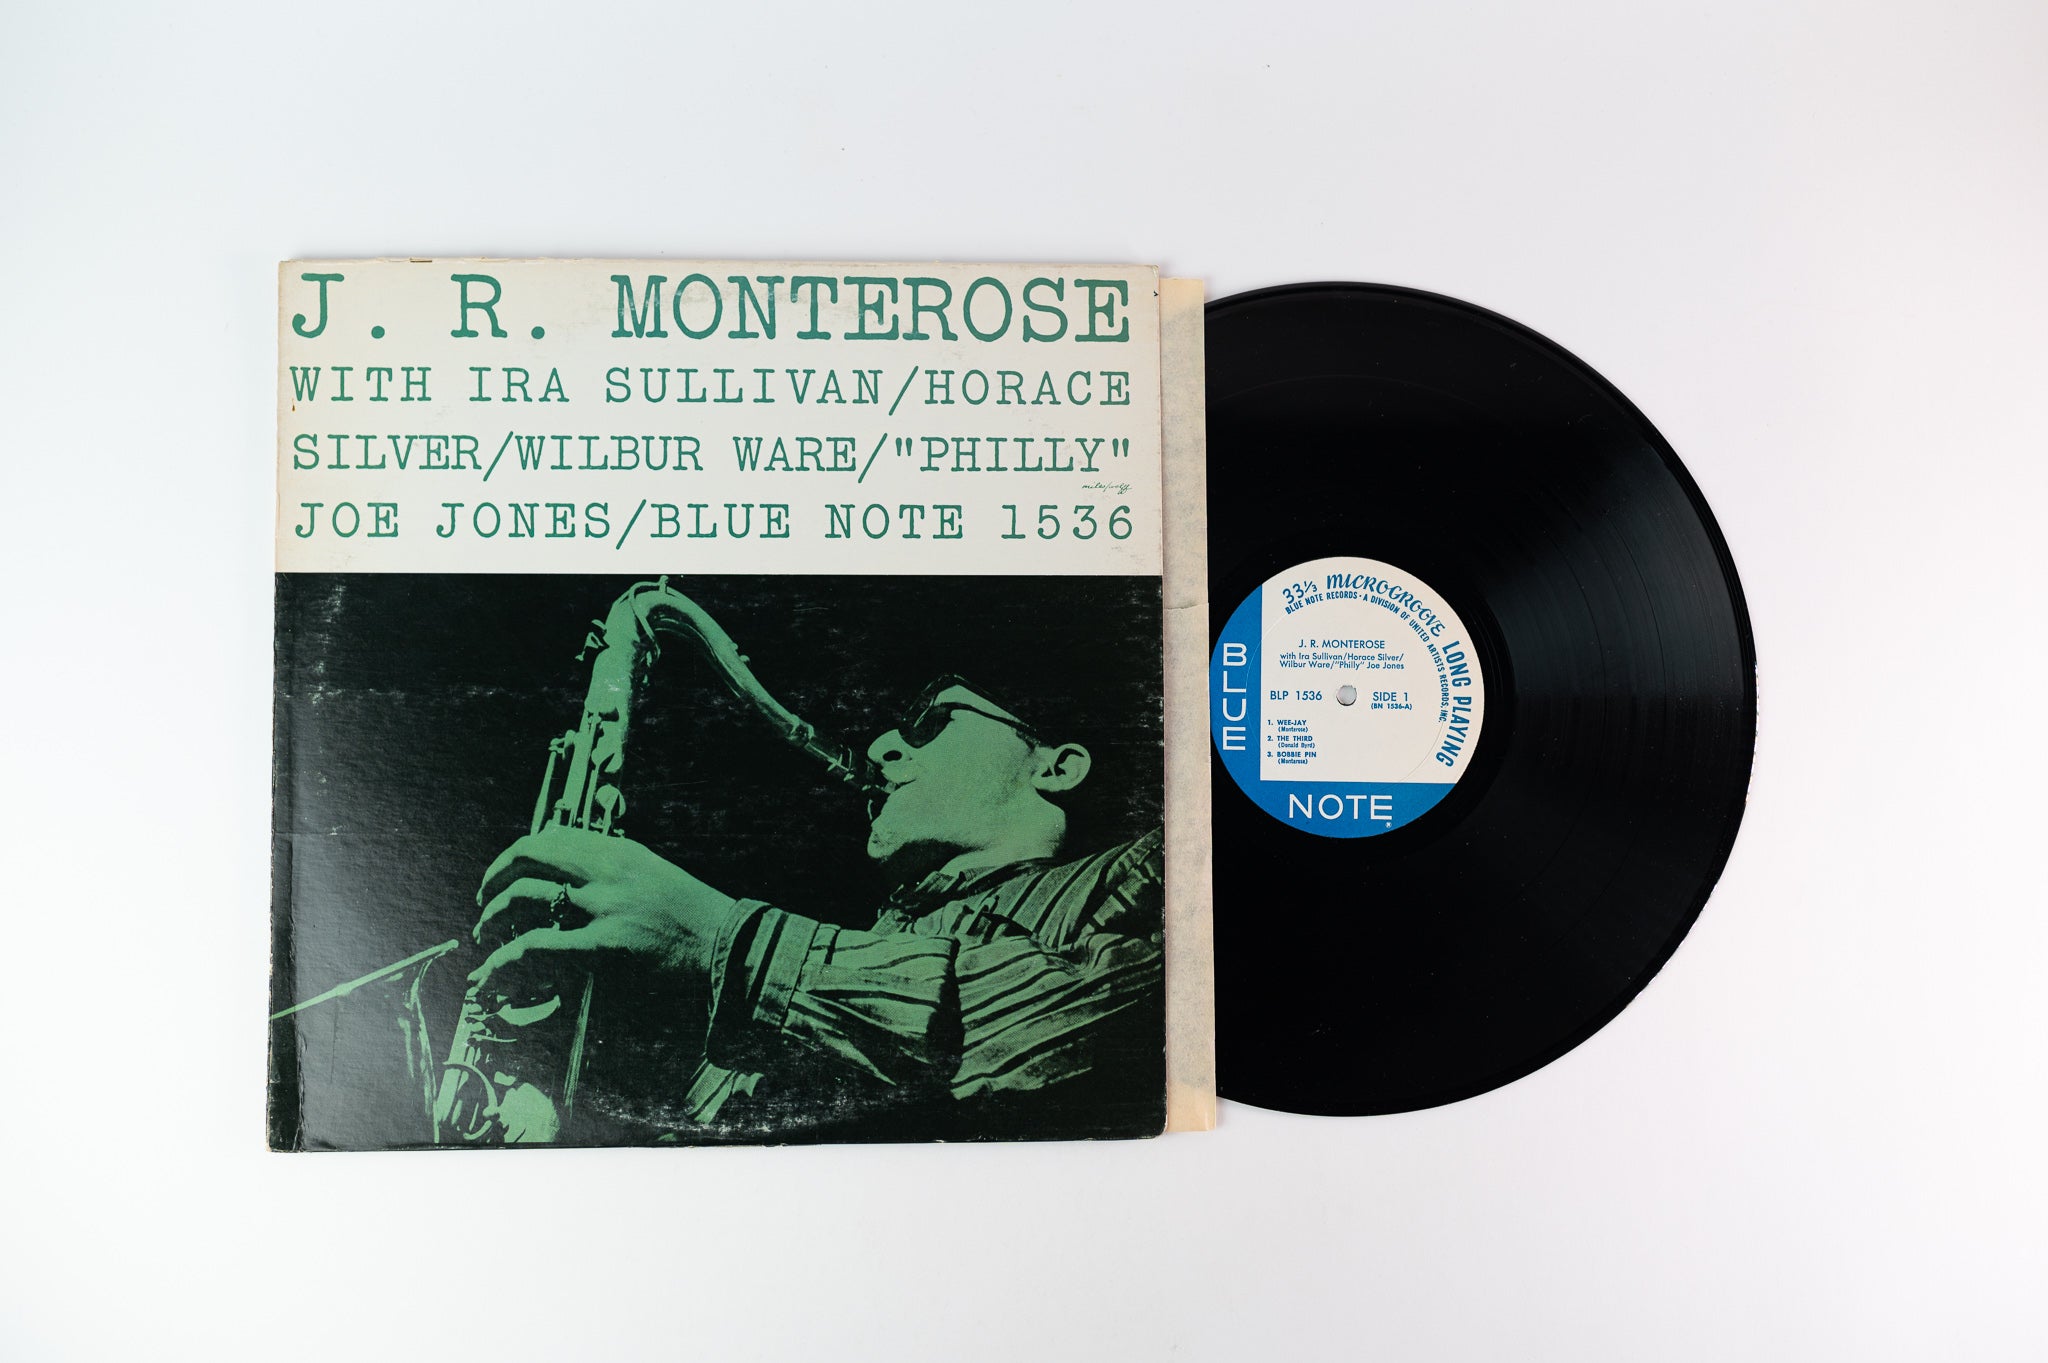 J. R. MONTEROSE
WITH IRA SULLIVAN/HORACE
SILVER/WILBUR WARE/"PHILLY"
miles/wolff
JOE JONES/BLUE NOTE 1536
33⅓ MICROGROOVE LONG PLAYING
BLUE NOTE RECORDS • A DIVISION OF UNITED ARTISTS RECORDS, INC.
J. R. MONTEROSE
with Ira Sullivan/Horace Silver/
Wilbur Ware/"Philly" Joe Jones
BLP 1536 SIDE 1
(BN 1536-A)
1. WEE-JAY
(Monterose)
2. THE THIRD
(Donald Byrd)
3. BOBBIE PIN
(Monterose)
BLUE
NOTE
®